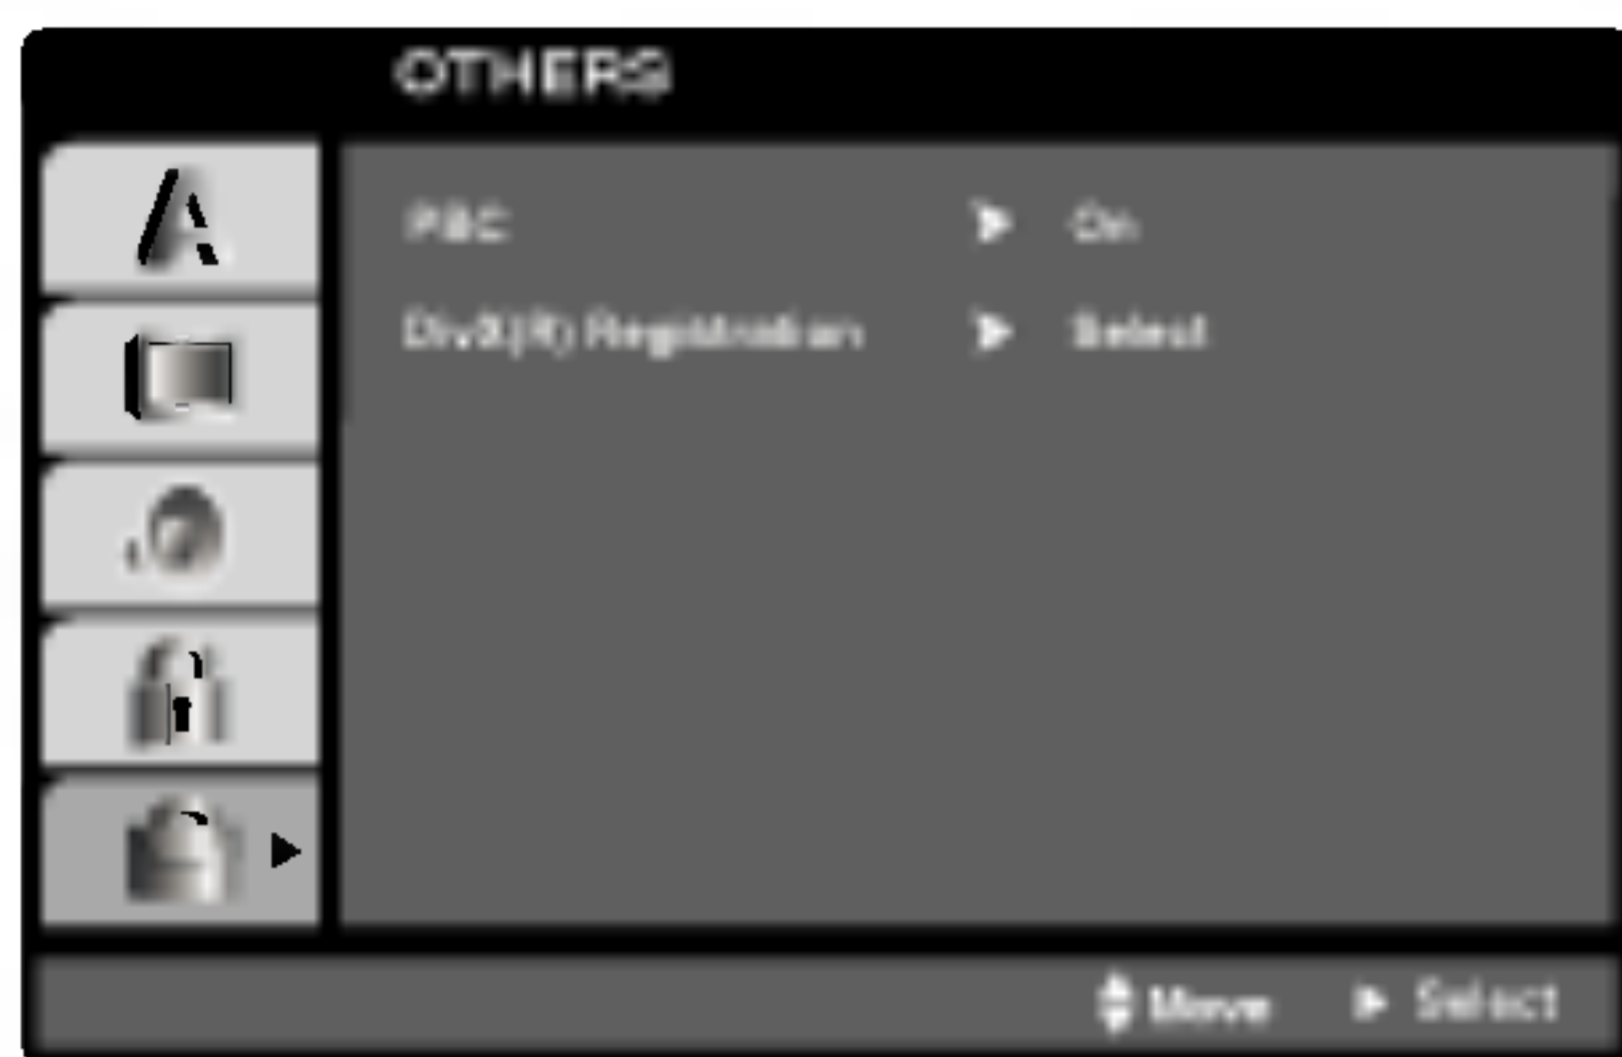 OTHERS
PBC ► On
DivX(R) Registration ► Select
Move ► Select